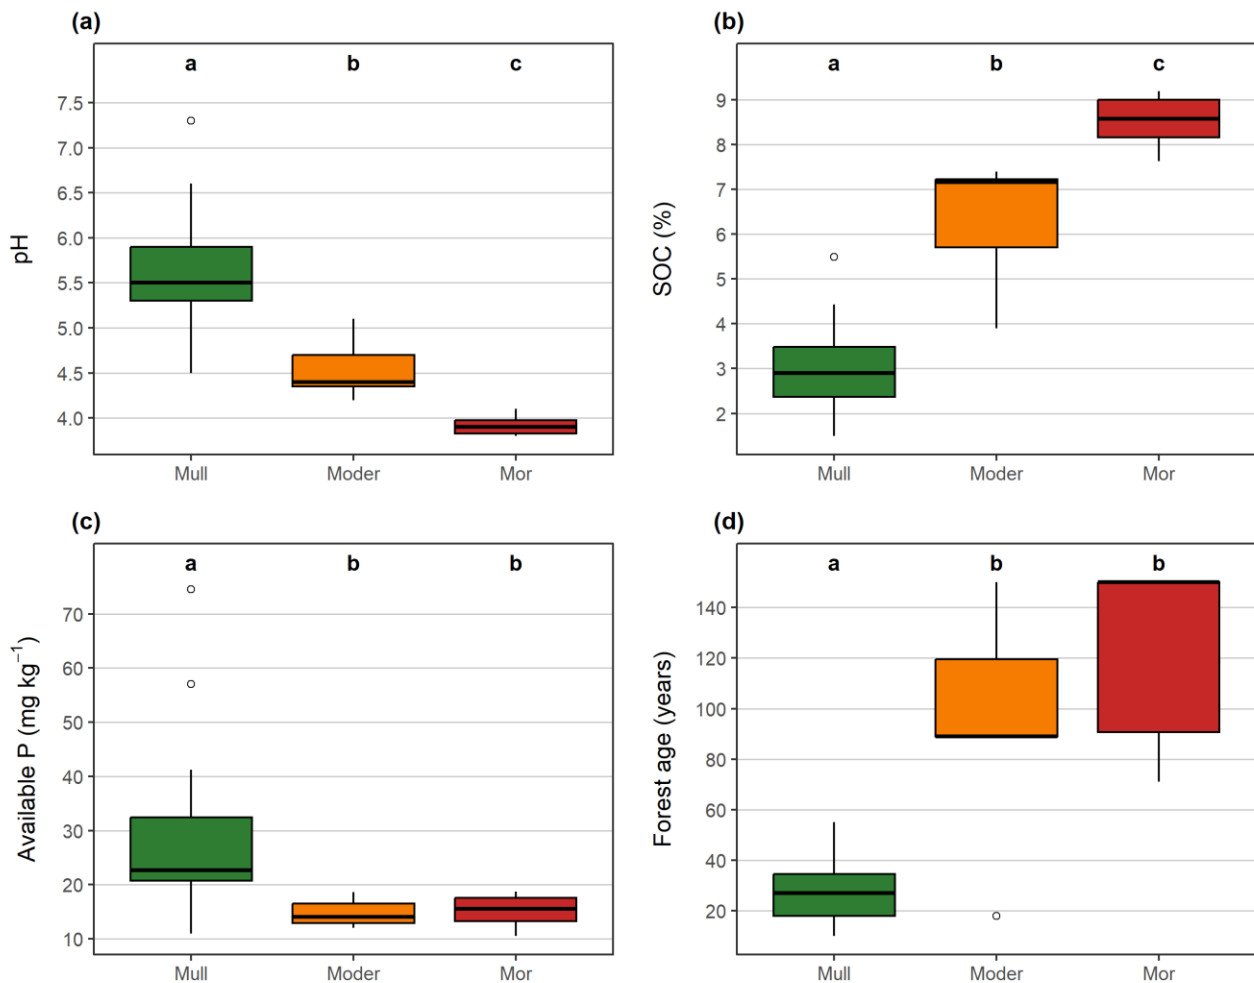 (a)
a b c
7.5
7.0
6.5
6.0
5.5
5.0
4.5
4.0
pH
Mull Moder Mor
(b)
a b c
9
8
7
6
5
4
3
2
SOC (%)
Mull Moder Mor
(c)
a b b
70
60
50
40
30
20
10
Available P (mg kg⁻¹)
Mull Moder Mor
(d)
a b b
140
120
100
80
60
40
20
Forest age (years)
Mull Moder Mor